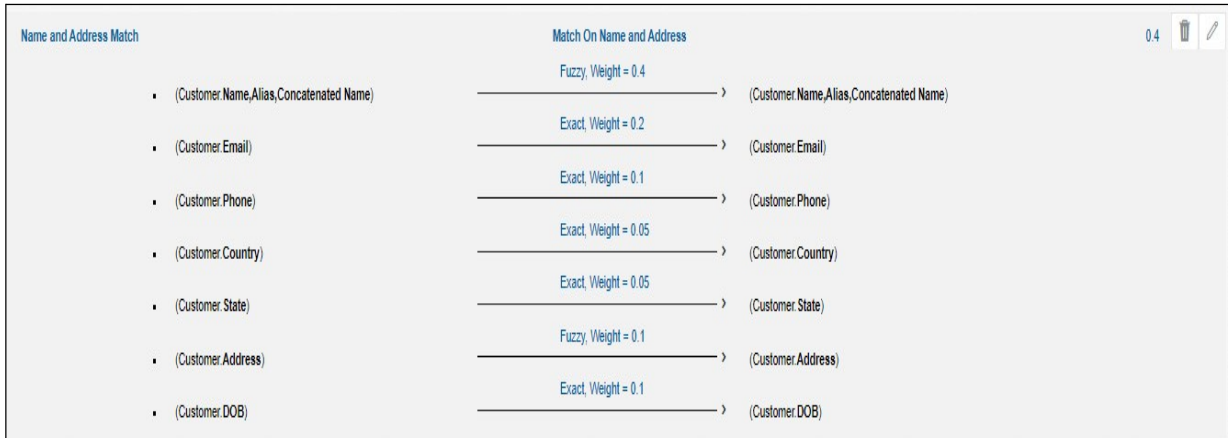 Name and Address Match Match On Name and Address 0.4
Fuzzy, Weight = 0.4
(Customer.Name,Alias,Concatenated Name) (Customer.Name,Alias,Concatenated Name)
Exact, Weight = 0.2
(Customer.Email) (Customer.Email)
Exact, Weight = 0.1
(Customer.Phone) (Customer.Phone)
Exact, Weight = 0.05
(Customer.Country) (Customer.Country)
Exact, Weight = 0.05
(Customer.State) (Customer.State)
Fuzzy, Weight = 0.1
(Customer.Address) (Customer.Address)
Exact, Weight = 0.1
(Customer.DOB) (Customer.DOB)